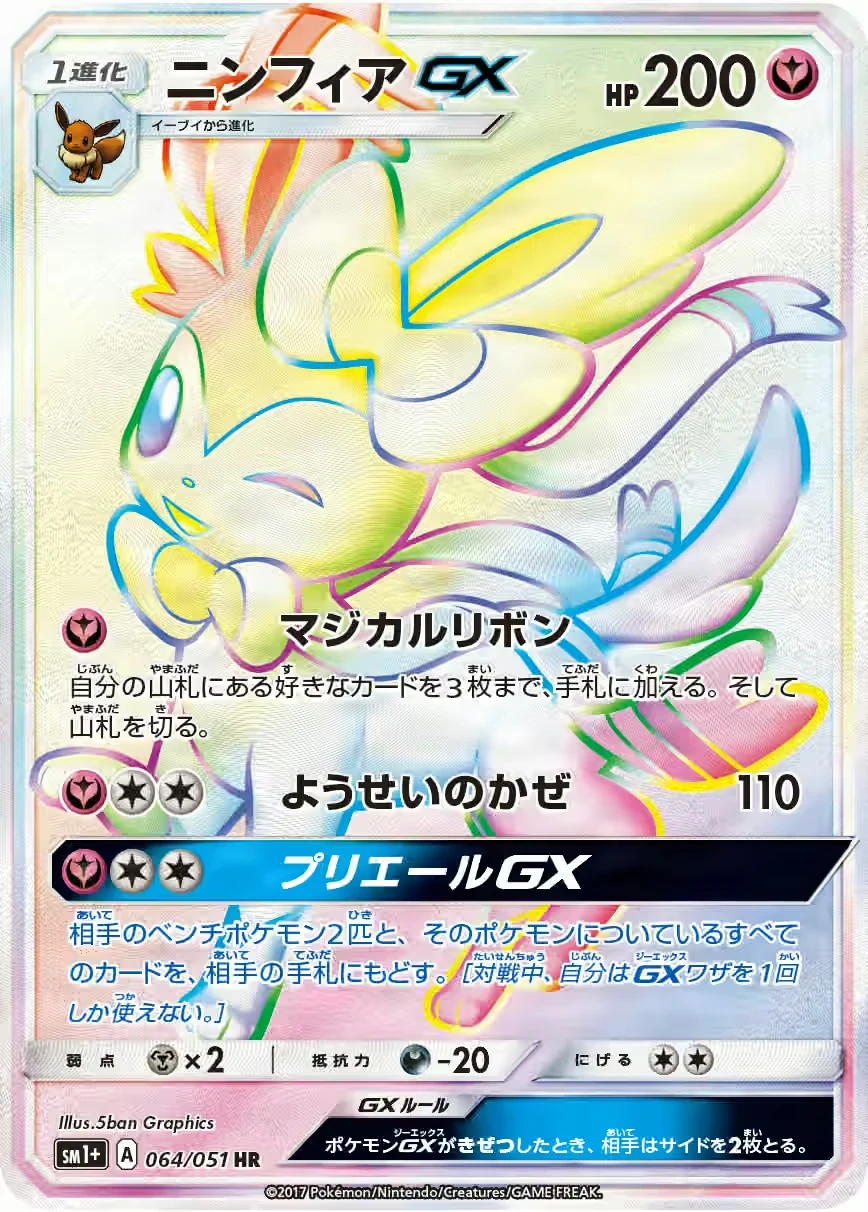 1進化
ニンフィアGX
HP200
イーブイから進化
マジカルリボン
自分の山札にある好きなカードを3枚まで、手札に加える。そして
山札を切る。
ようせいのかぜ 110
プリエールGX
相手のベンチポケモン2匹と、そのポケモンについているすべて
のカードを、相手の手札にもどす。[対戦中、自分はGXワザを1回
しか使えない。]
弱点 ×2 抵抗力 -20 にげる
GXルール
Illus.5ban Graphics
ポケモンGXがきぜつしたとき、相手はサイドを2枚とる。
SM1+ A 064/051 HR
©2017 Pokémon/Nintendo/Creatures/GAME FREAK.